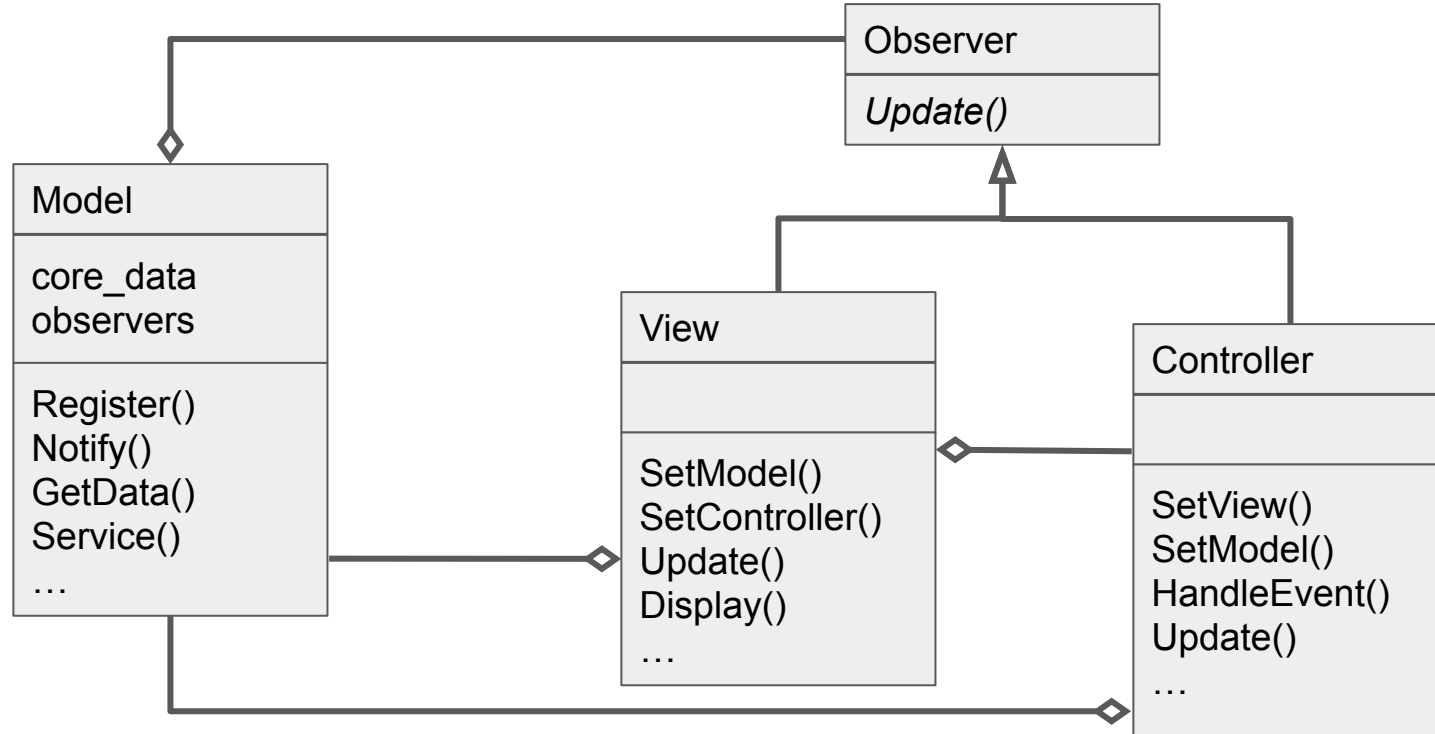 Observer
Update()
Model
core_data
observers
Register()
Notify()
GetData()
Service()
…
View
SetModel()
SetController()
Update()
Display()
…
Controller
SetView()
SetModel()
HandleEvent()
Update()
…